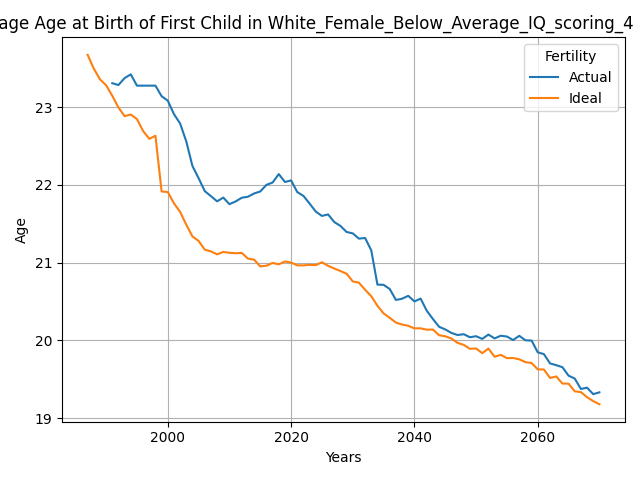 age Age at Birth of First Child in White_Female_Below_Average_IQ_scoring_4
Fertility
Actual
Ideal
23
22
21
20
19
Age
2000
2020
2040
2060
Years